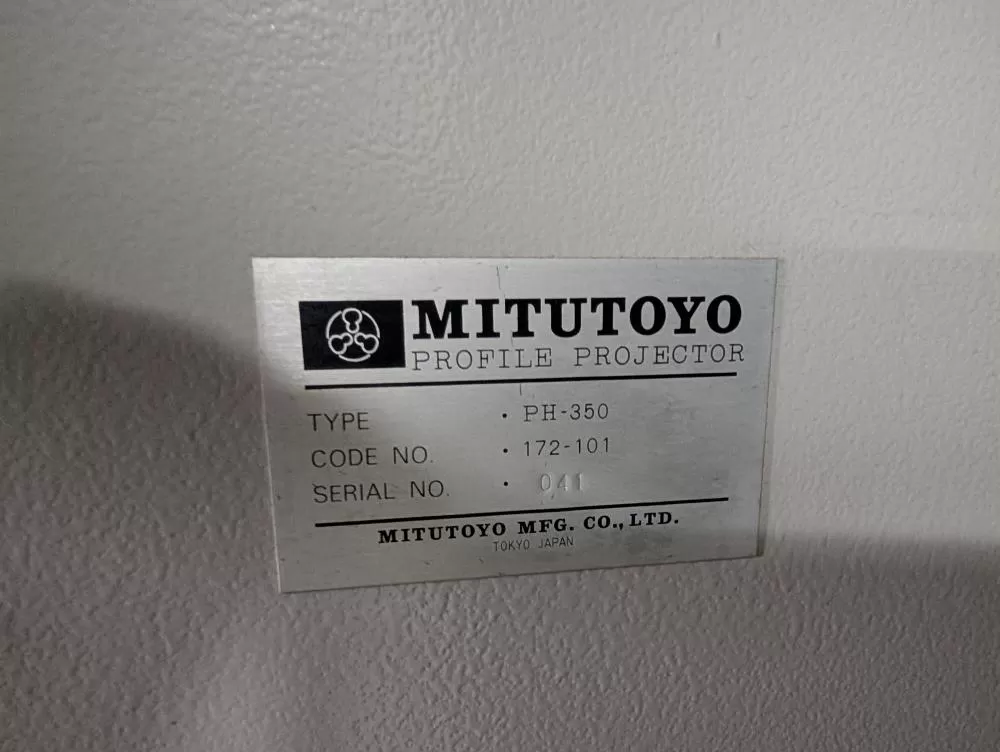 MITUTOYO
PROFILE PROJECTOR
TYPE · PH-350
CODE NO. · 172-101
SERIAL NO. · 041
MITUTOYO MFG. CO., LTD.
TOKYO JAPAN